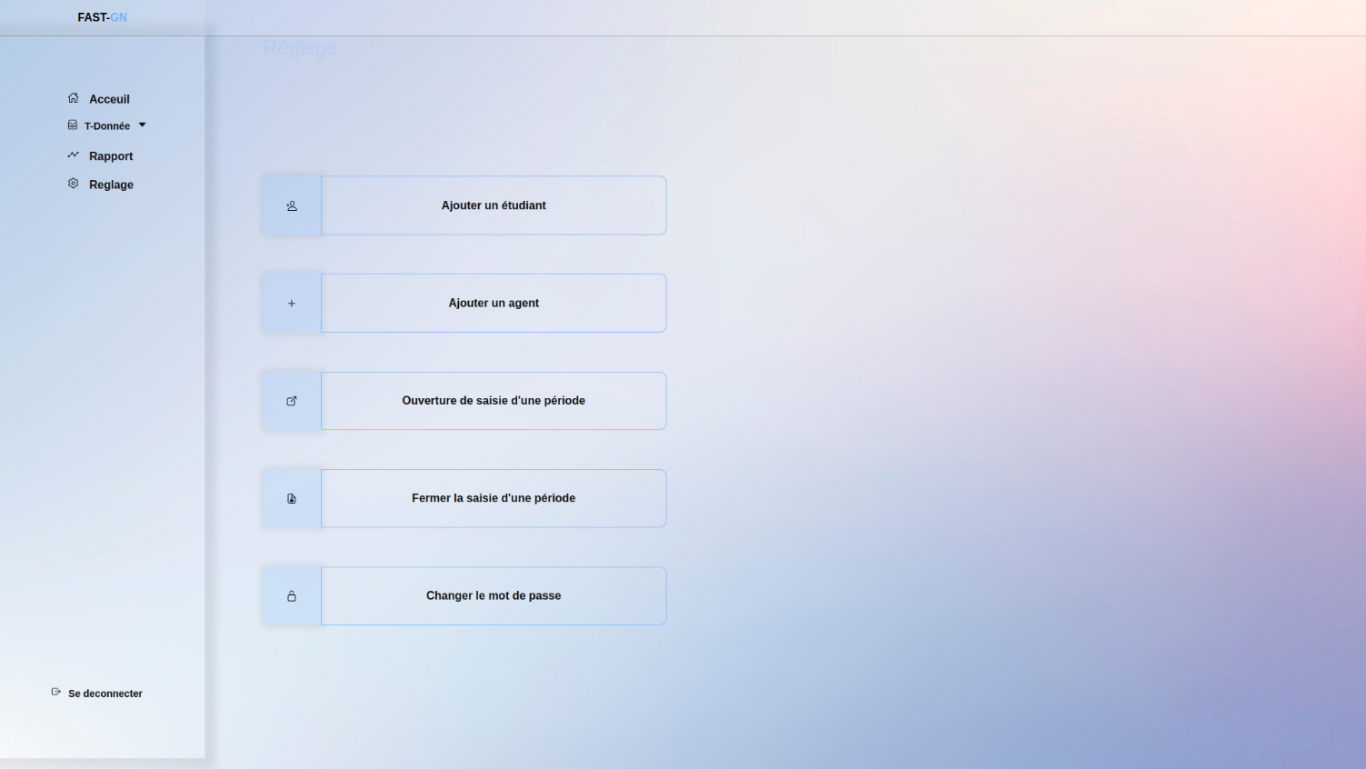 FAST-GN
Réglage
Acceuil
T-Donnée
Rapport
Reglage
Ajouter un étudiant
Ajouter un agent
Ouverture de saisie d'une période
Fermer la saisie d'une période
Changer le mot de passe
Se deconnecter